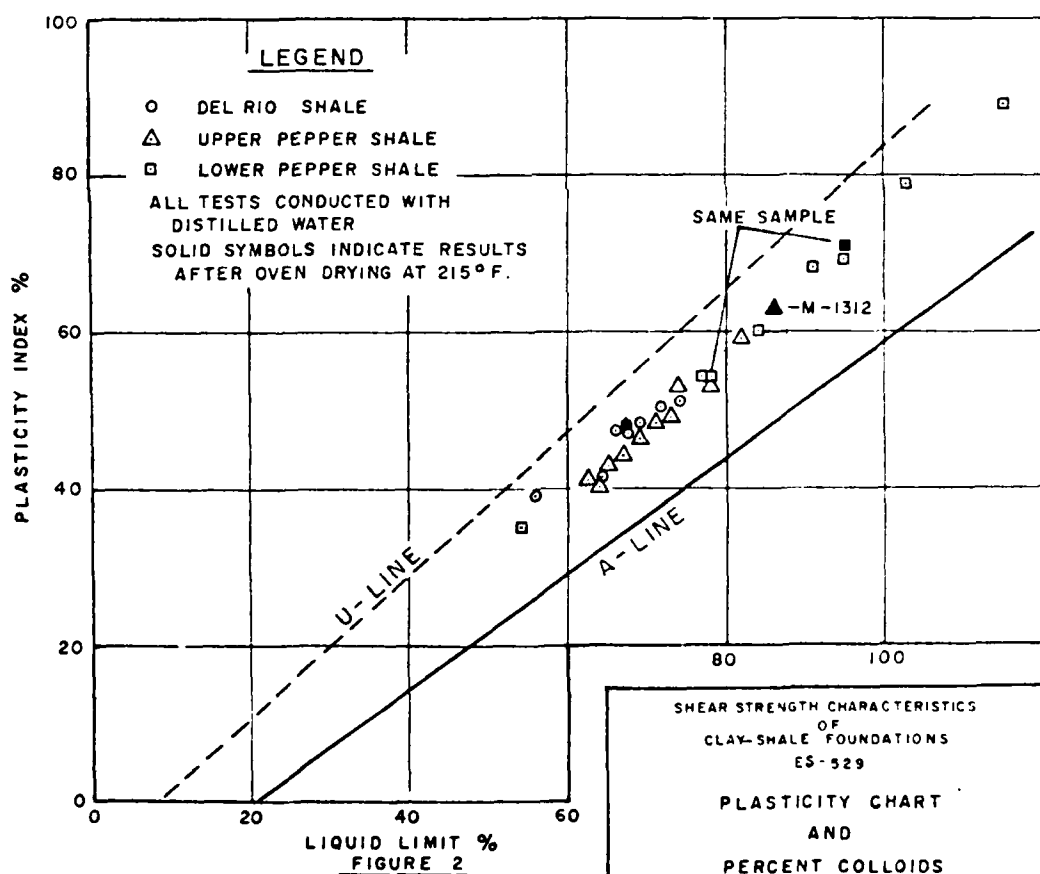 100
80
60
40
20
0
PLASTICITY INDEX %
LEGEND
DEL RIO SHALE
UPPER PEPPER SHALE
LOWER PEPPER SHALE
ALL TESTS CONDUCTED WITH
DISTILLED WATER
SOLID SYMBOLS INDICATE RESULTS
AFTER OVEN DRYING AT 215°F.
SAME SAMPLE
-M-1312
U-LINE
A-LINE
0
20
40
60
80
100
LIQUID LIMIT %
FIGURE 2
SHEAR STRENGTH CHARACTERISTICS
OF
CLAY-SHALE FOUNDATIONS
ES-529
PLASTICITY CHART
AND
PERCENT COLLOIDS